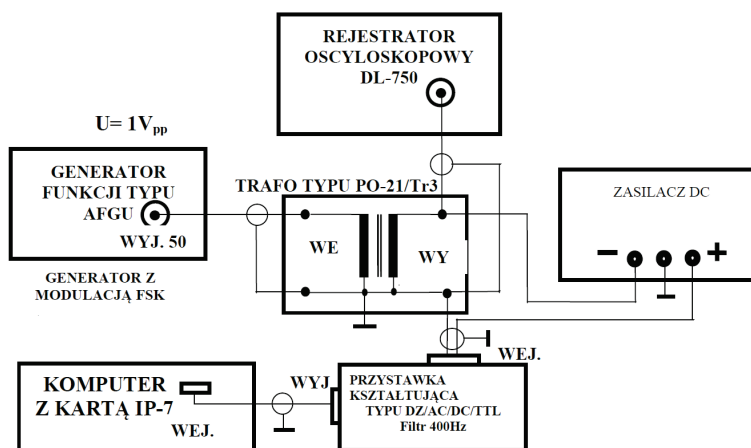 REJESTRATOR
OSCYLOSKOPOWY
DL-750
U= 1Vpp
GENERATOR
FUNKCJI TYPU
AFGU
WYJ. 50
TRAFO TYPU PO-21/Tr3
WE
WY
ZASILACZ DC
− +
GENERATOR Z
MODULACJĄ FSK
WEJ.
KOMPUTER
Z KARTĄ IP-7
WEJ.
WYJ
PRZYSTAWKA
KSZTAŁTUJĄCA
TYPU DZ/AC/DC/TTL
Filtr 400Hz